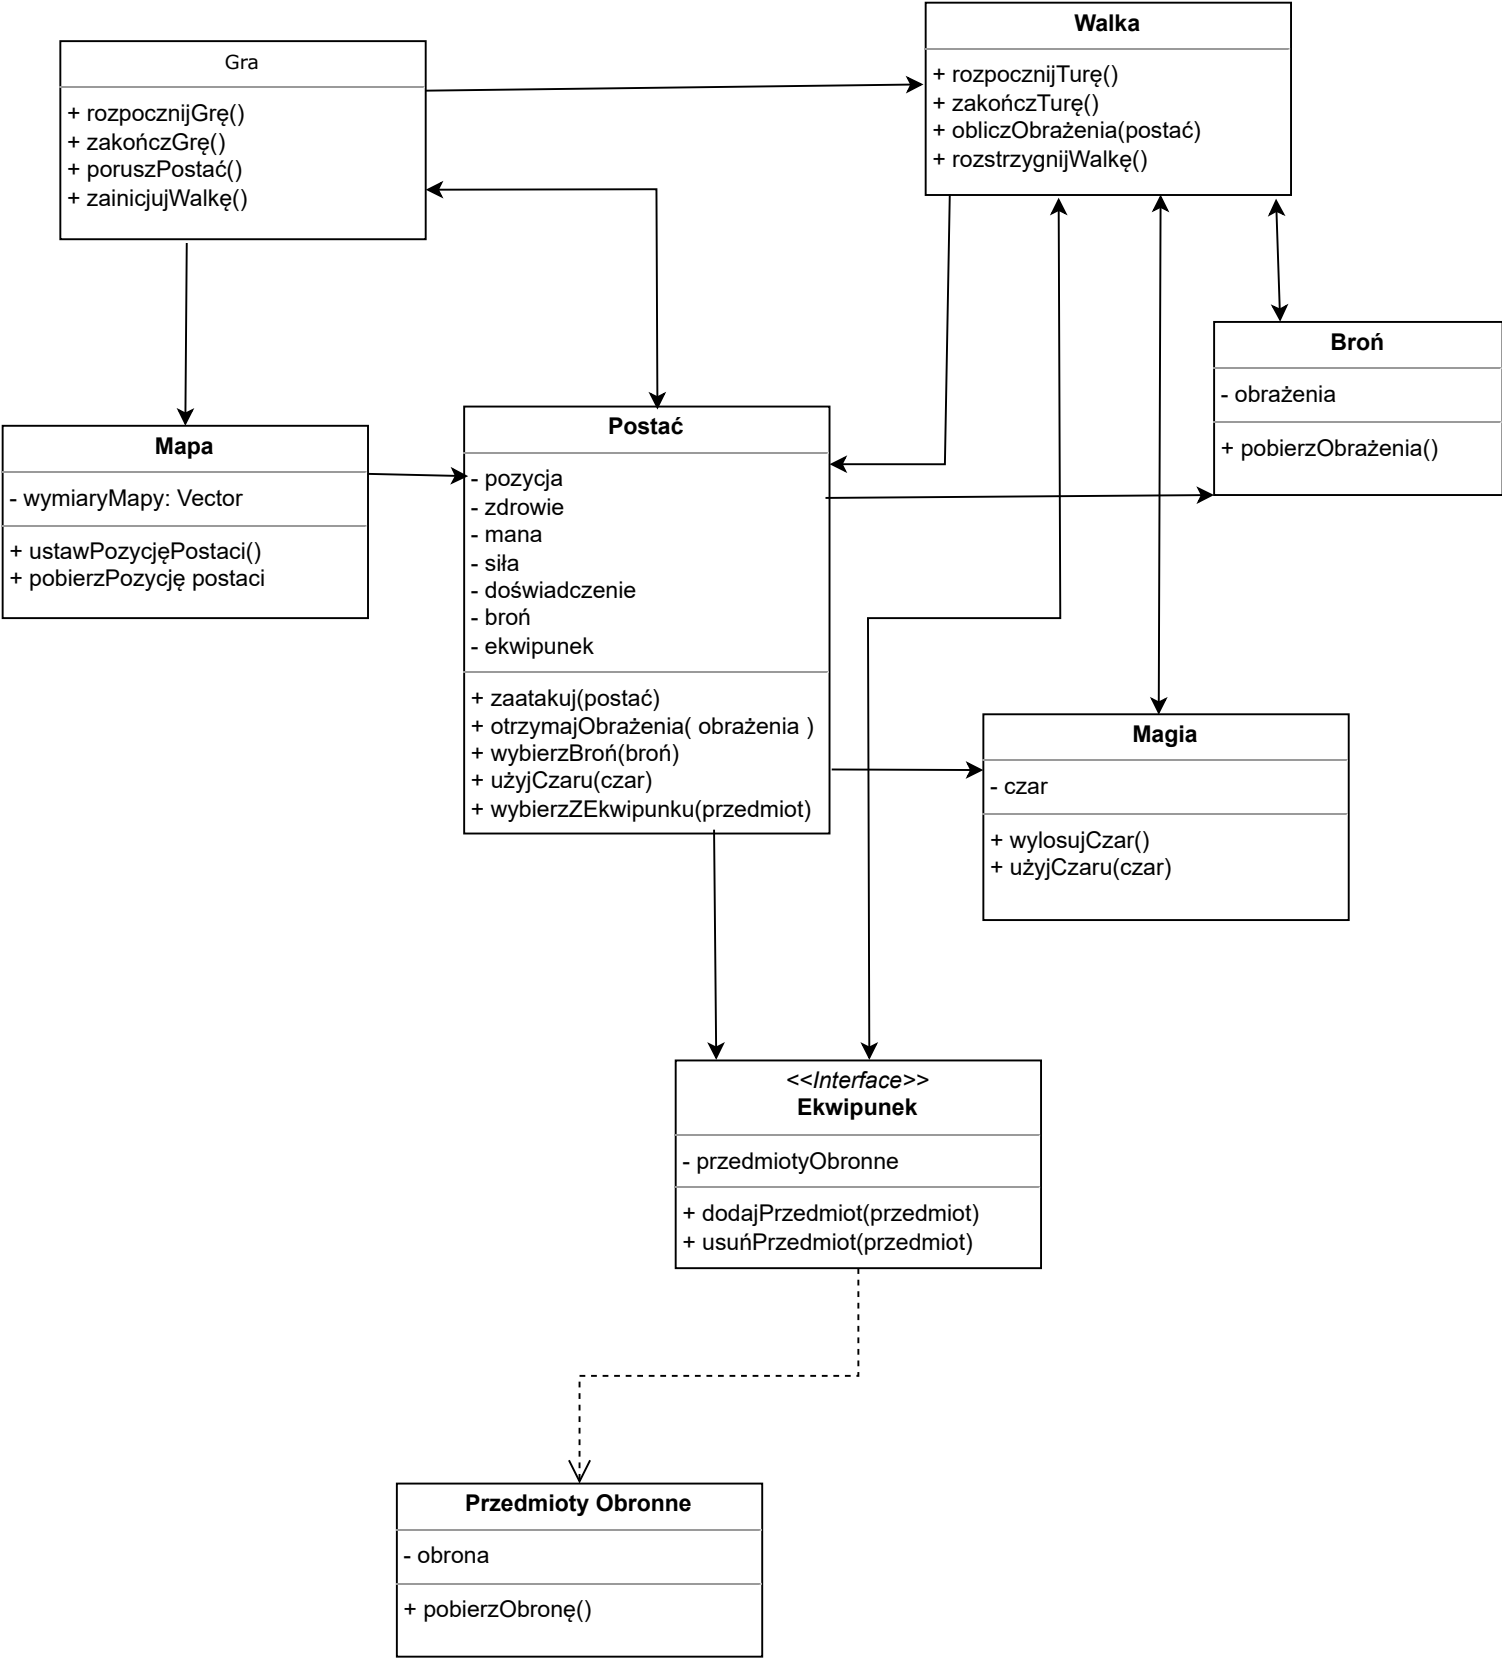 Gra
+ rozpocznijGrę()
+ zakończGrę()
+ poruszPostać()
+ zainicjujWalkę()
Walka
+ rozpocznijTurę()
+ zakończTurę()
+ obliczObrażenia(postać)
+ rozstrzygnijWalkę()
Broń
- obrażenia
+ pobierzObrażenia()
Mapa
- wymiaryMapy: Vector
+ ustawPozycjęPostaci()
+ pobierzPozycję postaci
Postać
- pozycja
- zdrowie
- mana
- siła
- doświadczenie
- broń
- ekwipunek
+ zaatakuj(postać)
+ otrzymajObrażenia( obrażenia )
+ wybierzBroń(broń)
+ użyjCzaru(czar)
+ wybierzZEkwipunku(przedmiot)
Magia
- czar
+ wylosujCzar()
+ użyjCzaru(czar)
<<Interface>>
Ekwipunek
- przedmiotyObronne
+ dodajPrzedmiot(przedmiot)
+ usuńPrzedmiot(przedmiot)
Przedmioty Obronne
- obrona
+ pobierzObronę()